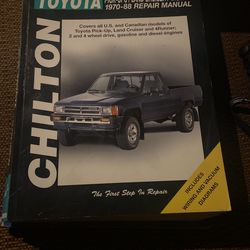 TOYOTA
1970-88 REPAIR MANUAL
Covers all U.S. and Canadian models of
Toyota Pick-Up, Land Cruiser and 4Runner;
2 and 4 wheel drive, gasoline and diesel engines
CHILTON
The First Step In Repair
INCLUDES
WIRING AND VACUUM
DIAGRAMS